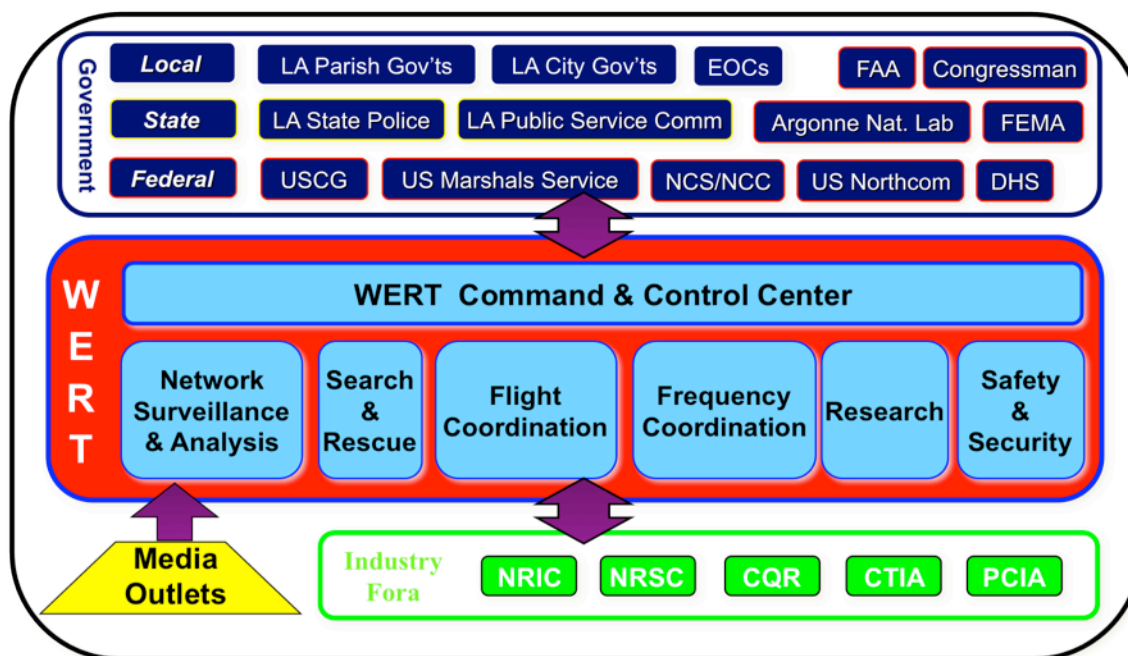 Government
Local
LA Parish Gov'ts
LA City Gov'ts
EOCs
FAA
Congressman
State
LA State Police
LA Public Service Comm
Argonne Nat. Lab
FEMA
Federal
USCG
US Marshals Service
NCS/NCC
US Northcom
DHS
WERT
WERT Command & Control Center
Network
Surveillance
& Analysis
Search
&
Rescue
Flight
Coordination
Frequency
Coordination
Research
Safety
&
Security
Media
Outlets
Industry
Fora
NRIC
NRSC
CQR
CTIA
PCIA